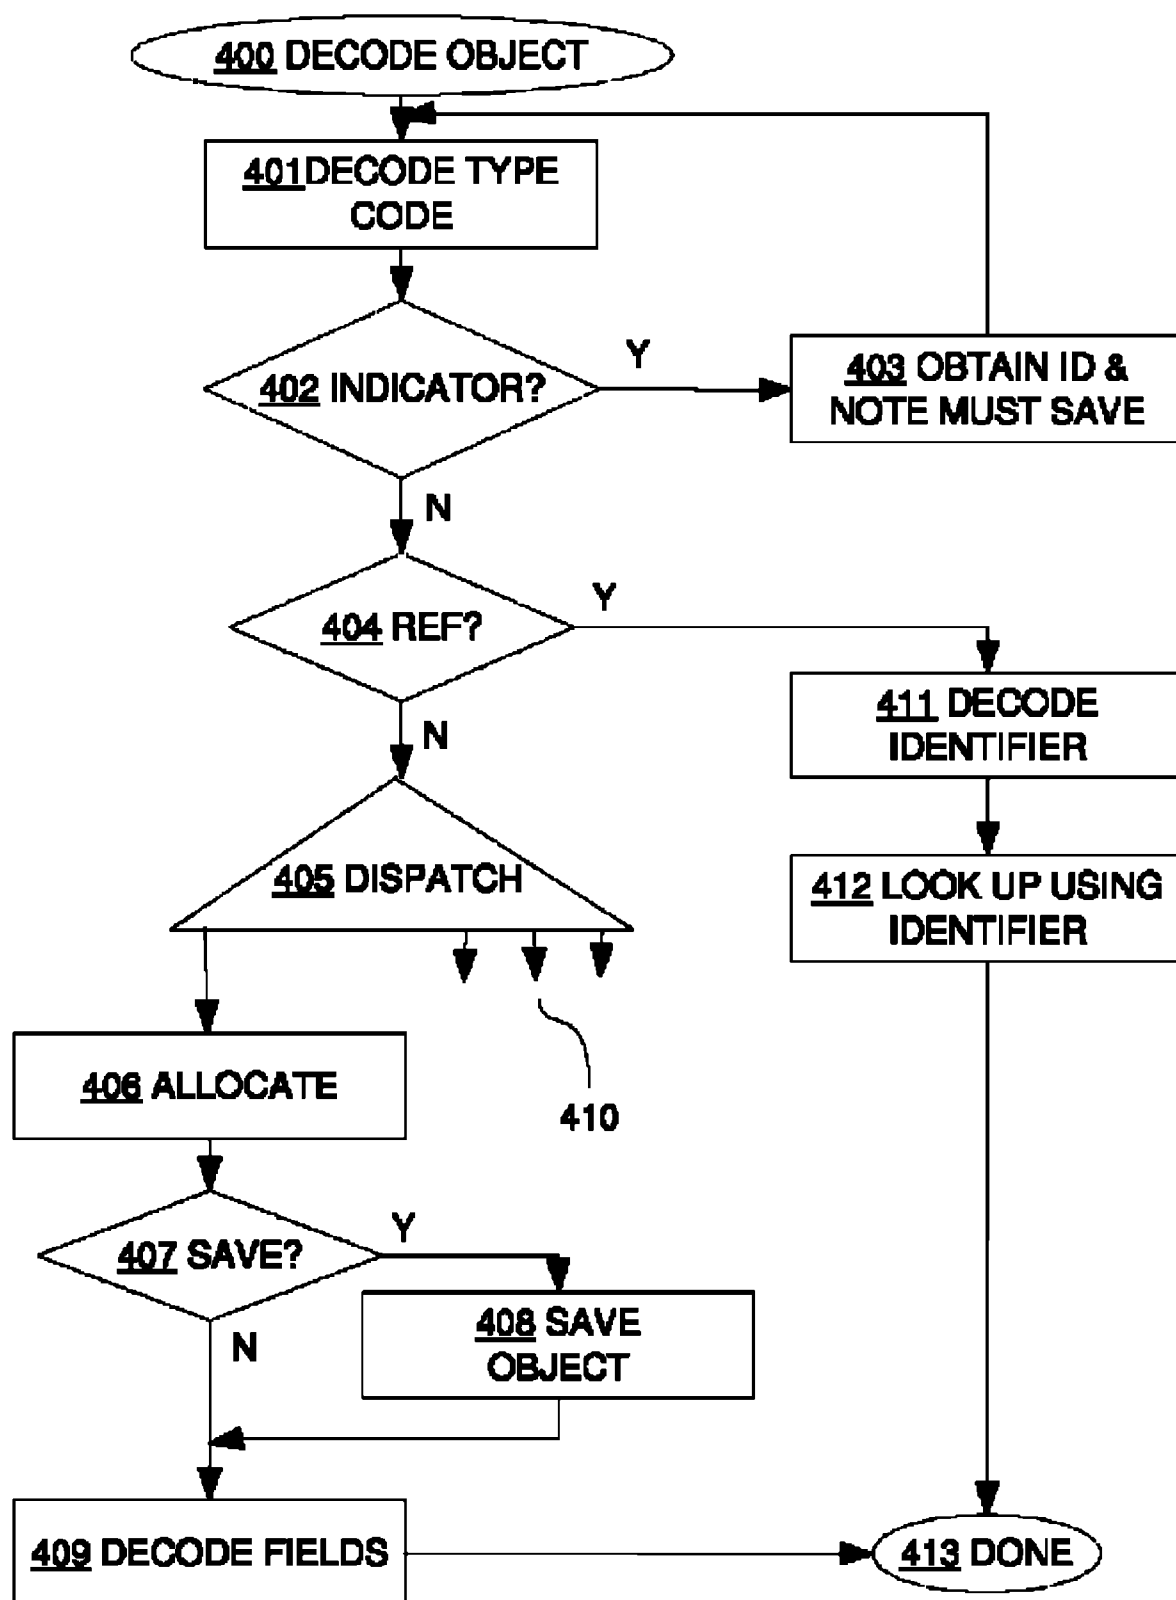 400 DECODE OBJECT
401DECODE TYPE
CODE
402 INDICATOR?
Y
403 OBTAIN ID &
NOTE MUST SAVE
N
404 REF?
Y
411 DECODE
IDENTIFIER
N
405 DISPATCH
412 LOOK UP USING
IDENTIFIER
406 ALLOCATE
410
407 SAVE?
Y
408 SAVE
OBJECT
N
409 DECODE FIELDS
413 DONE